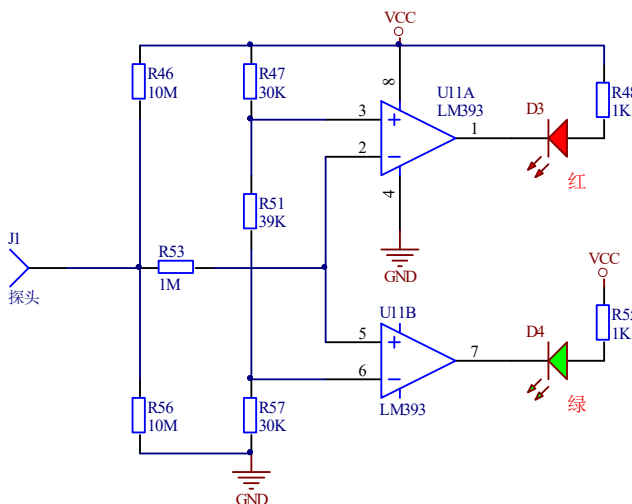 VCC
R46
10M
R47
30K
8
U11A
LM393
3
2
1
4
D3
红
R48
1K
R51
39K
J1
探头
R53
1M
GND
VCC
U11B
5
6
7
LM393
D4
绿
R55
1K
R56
10M
R57
30K
GND